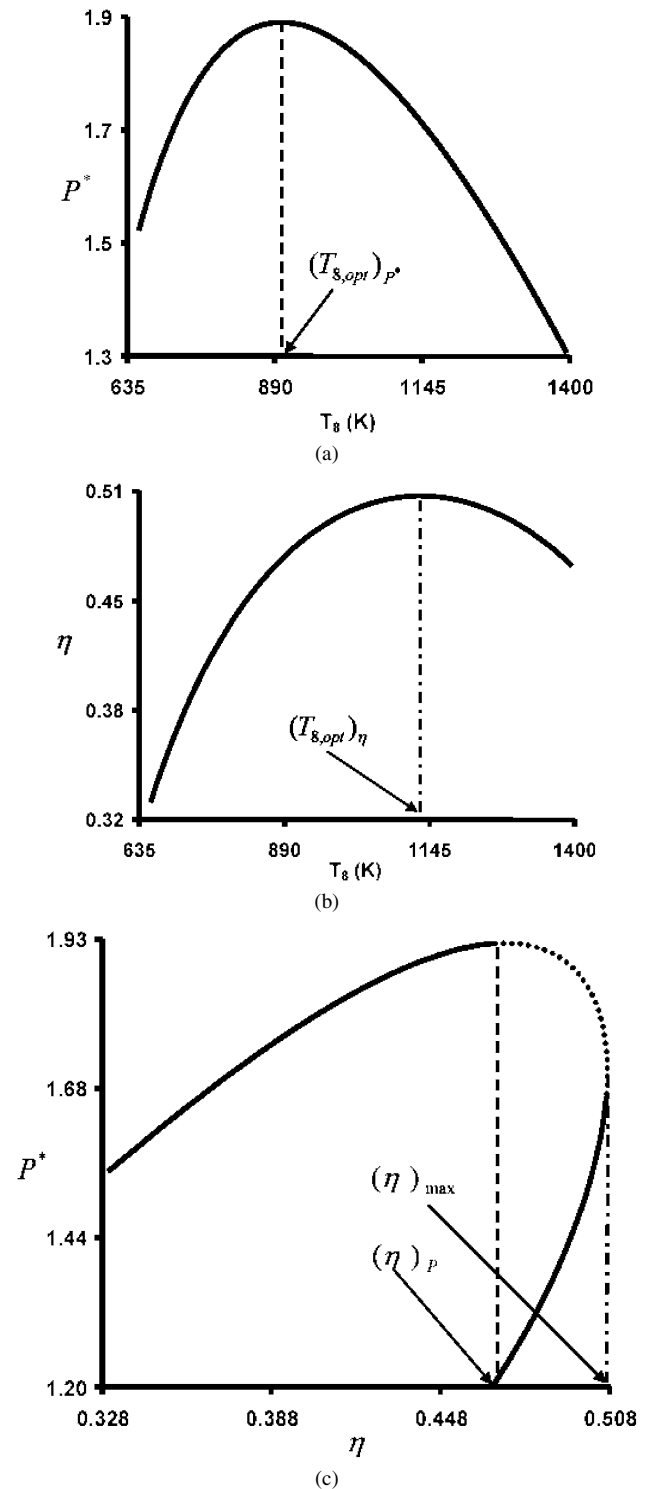 1.9
1.7
P*
1.5
(T8,opt)P*
1.3
635 890 1145 1400
T8 (K)
(a)
0.51
0.45
η
0.38
(T8,opt)η
0.32
635 890 1145 1400
T8 (K)
(b)
1.93
1.68
P*
(η)max
1.44
(η)P
1.20
0.328 0.388 0.448 0.508
η
(c)